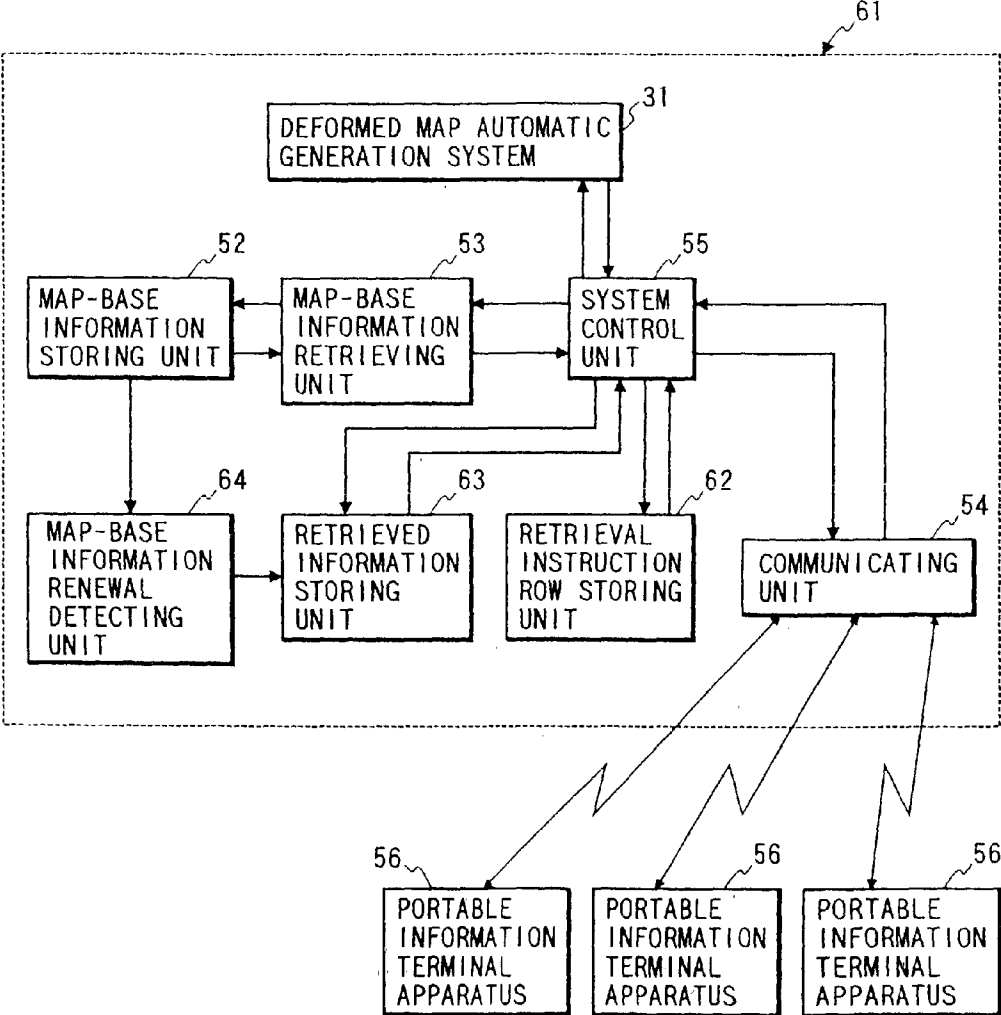 61
31
DEFORMED MAP AUTOMATIC
GENERATION SYSTEM
52
MAP-BASE
INFORMATION
STORING UNIT
53
MAP-BASE
INFORMATION
RETRIEVING
UNIT
55
SYSTEM
CONTROL
UNIT
64
MAP-BASE
INFORMATION
RENEWAL
DETECTING
UNIT
63
RETRIEVED
INFORMATION
STORING
UNIT
62
RETRIEVAL
INSTRUCTION
ROW STORING
UNIT
54
COMMUNICATING
UNIT
56
PORTABLE
INFORMATION
TERMINAL
APPARATUS
56
PORTABLE
INFORMATION
TERMINAL
APPARATUS
56
PORTABLE
INFORMATION
TERMINAL
APPARATUS